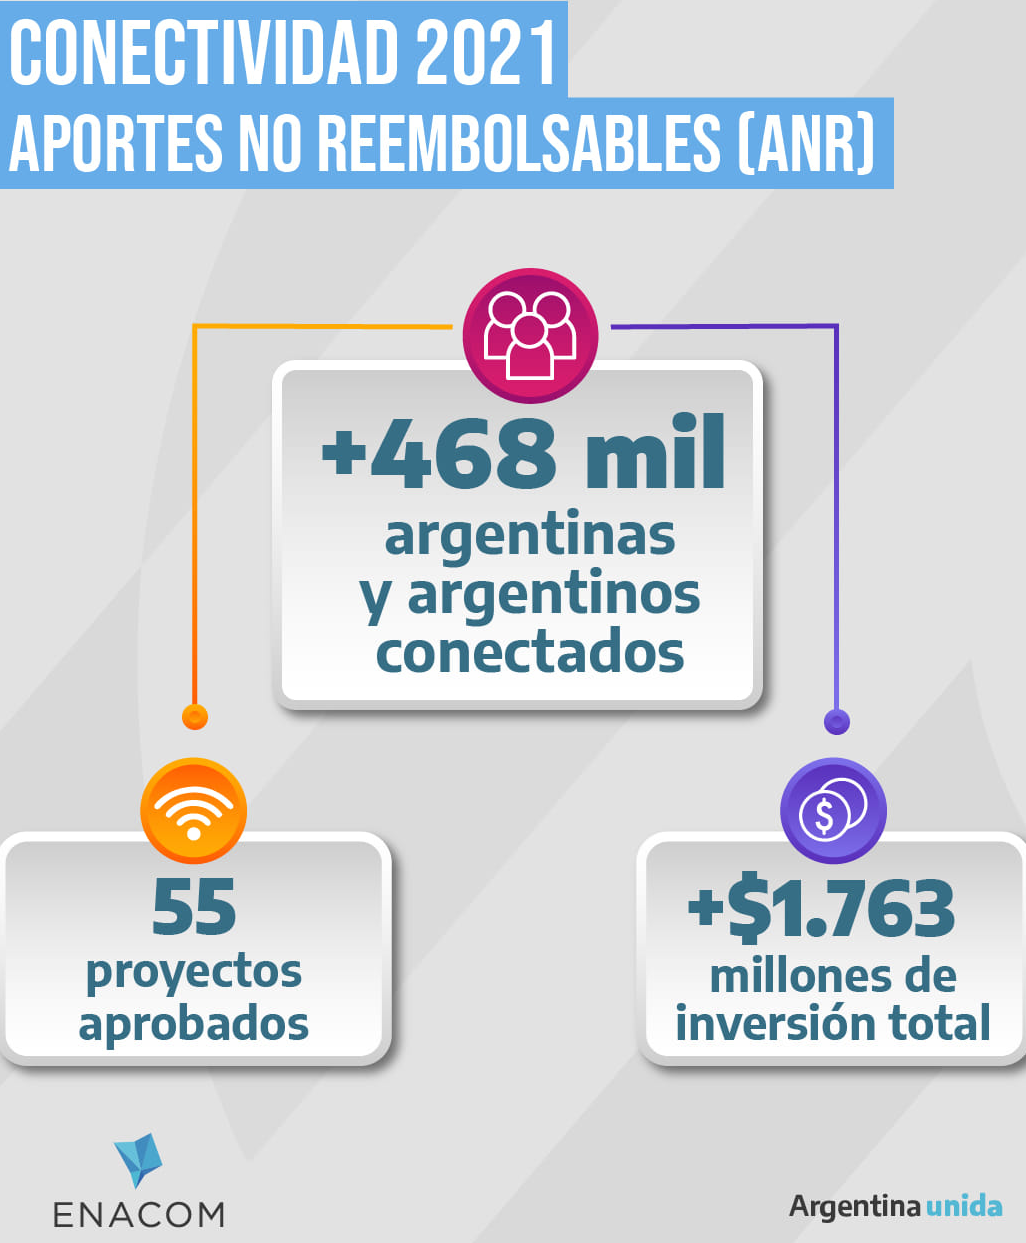 CONECTIVIDAD 2021
APORTES NO REEMBOLSABLES (ANR)
+468 mil
argentinas
y argentinos
conectados
55
proyectos
aprobados
+$1.763
millones de
inversión total
$
ENACOM
Argentina unida